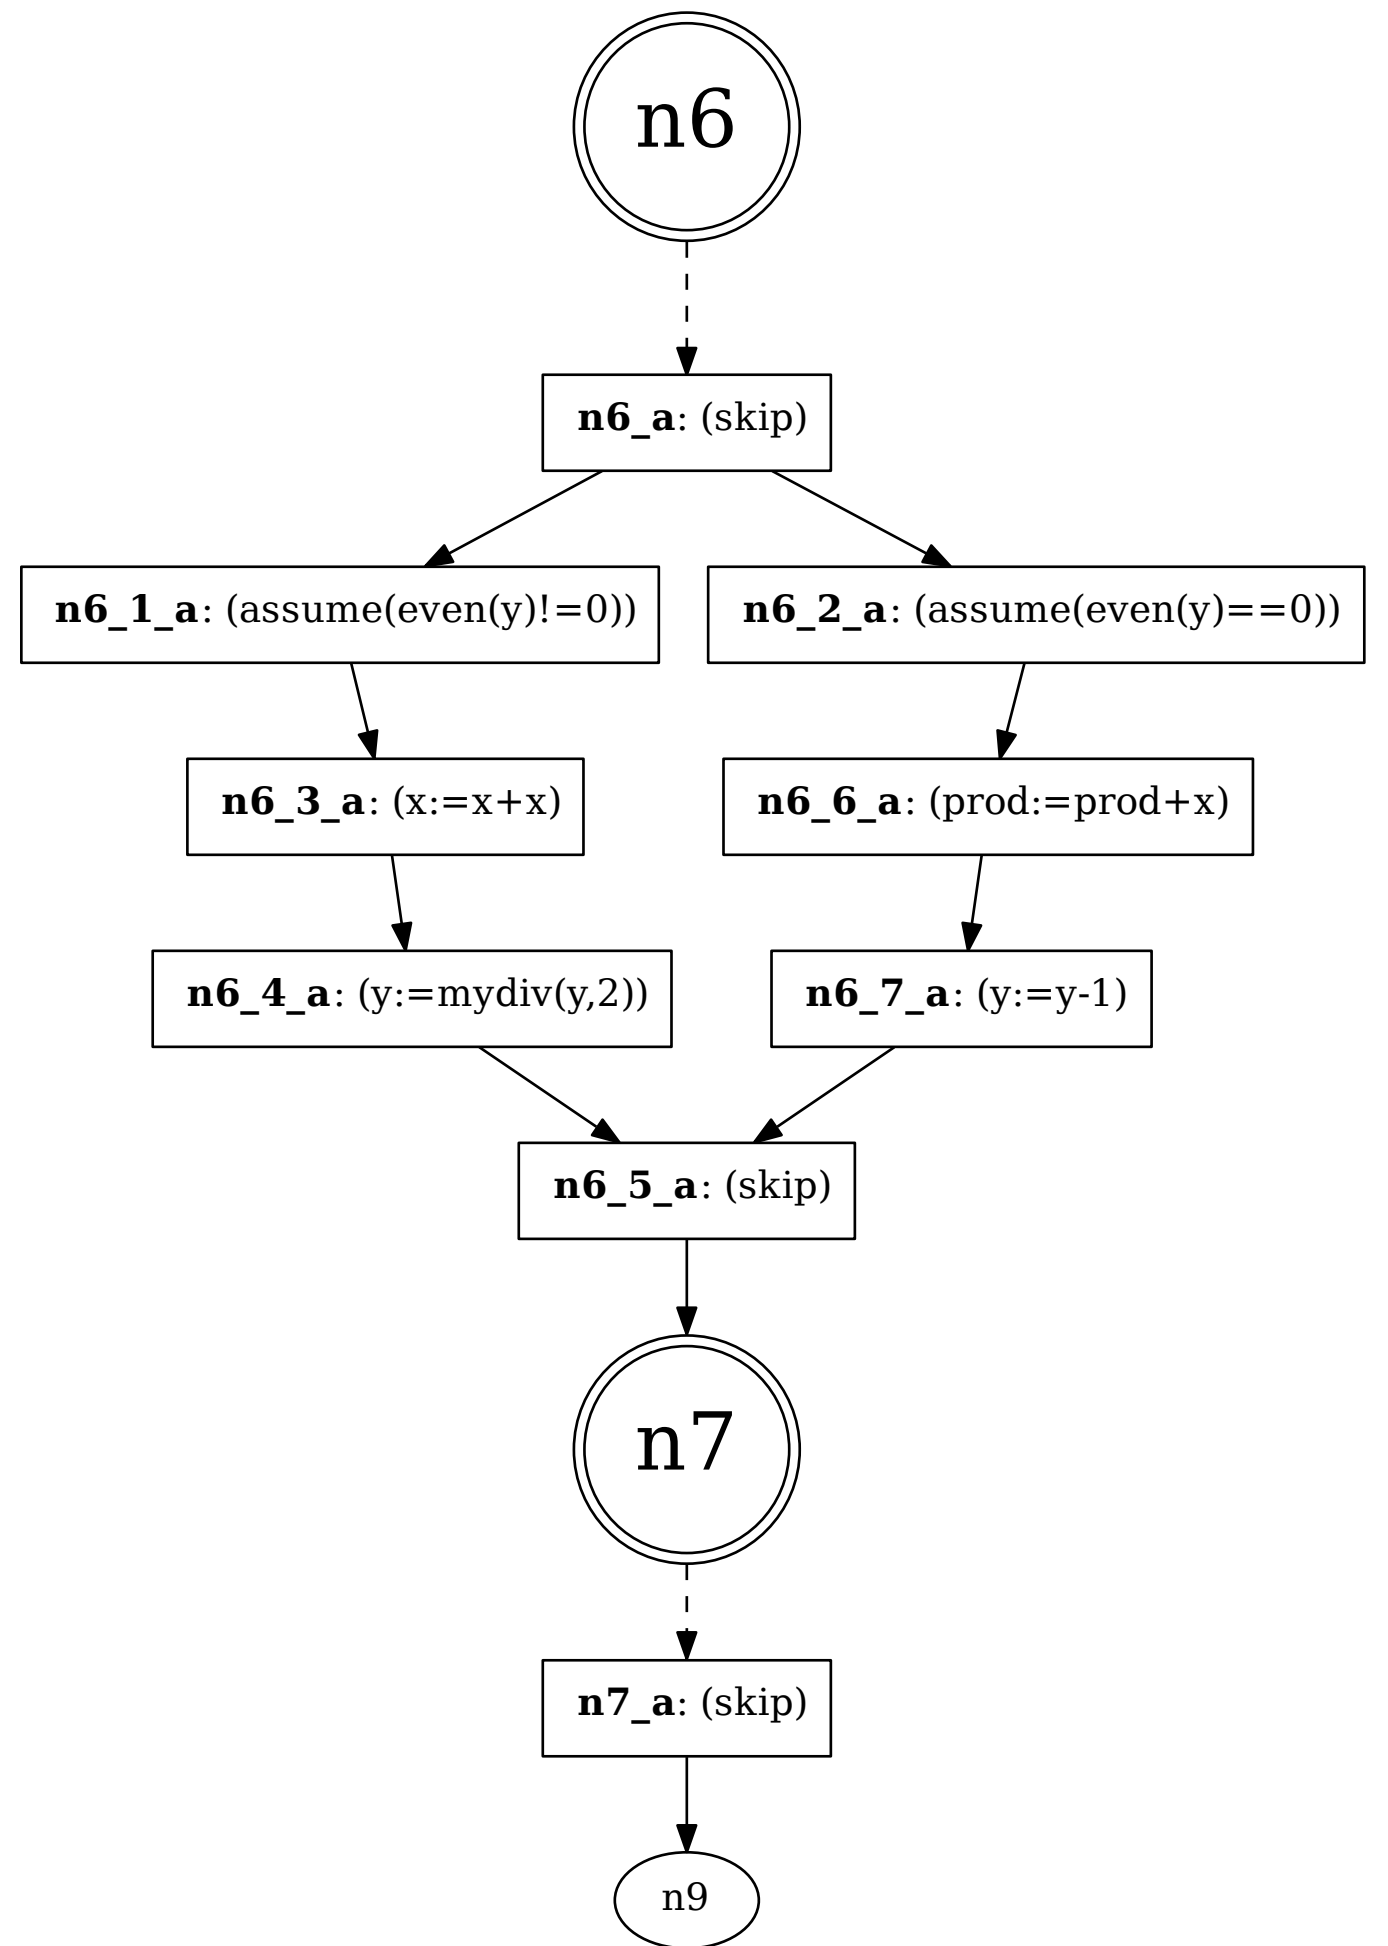 n6
n6_a: (skip)
n6_1_a: (assume(even(y)!=0))
n6_2_a: (assume(even(y)==0))
n6_3_a: (x:=x+x)
n6_6_a: (prod:=prod+x)
n6_4_a: (y:=mydiv(y,2))
n6_7_a: (y:=y-1)
n6_5_a: (skip)
n7
n7_a: (skip)
n9